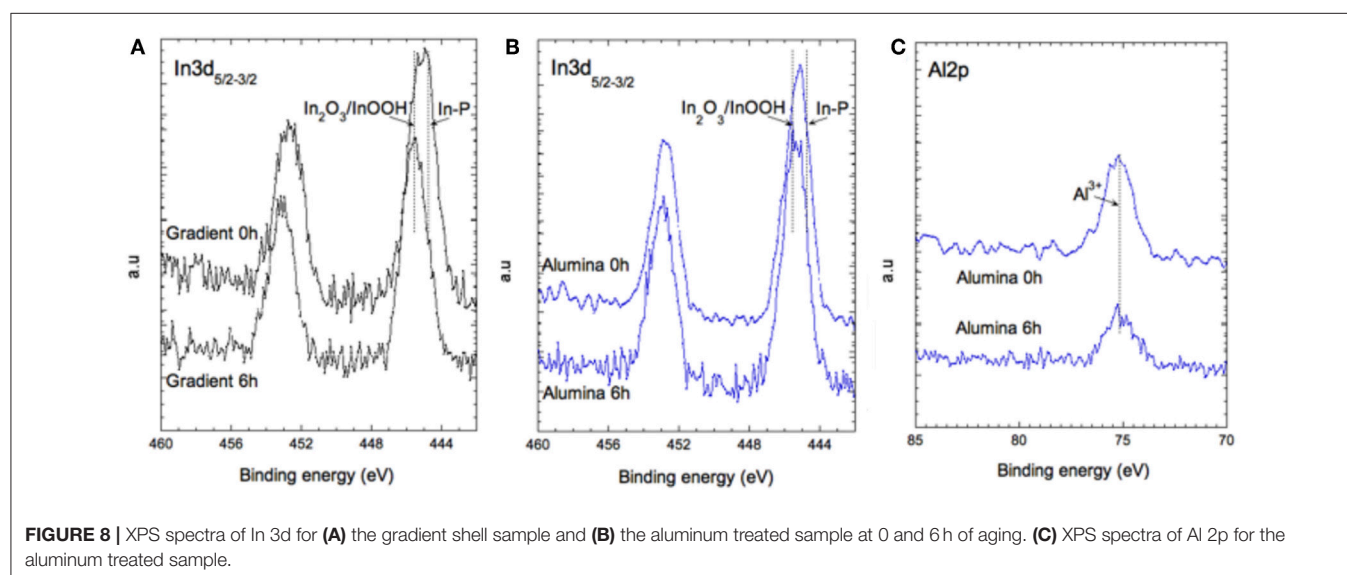 A
In3d5/2-3/2
In2O3/InOOH
In-P
Gradient 0h
Gradient 6h
a.u
460
456
452
448
444
Binding energy (eV)
B
In3d5/2-3/2
In2O3/InOOH
In-P
Alumina 0h
Alumina 6h
a.u
460
456
452
448
444
Binding energy (eV)
C
Al2p
Al3+
Alumina 0h
Alumina 6h
a.u
85
80
75
70
Binding energy (eV)
FIGURE 8 | XPS spectra of In 3d for (A) the gradient shell sample and (B) the aluminum treated sample at 0 and 6 h of aging. (C) XPS spectra of Al 2p for the
aluminum treated sample.